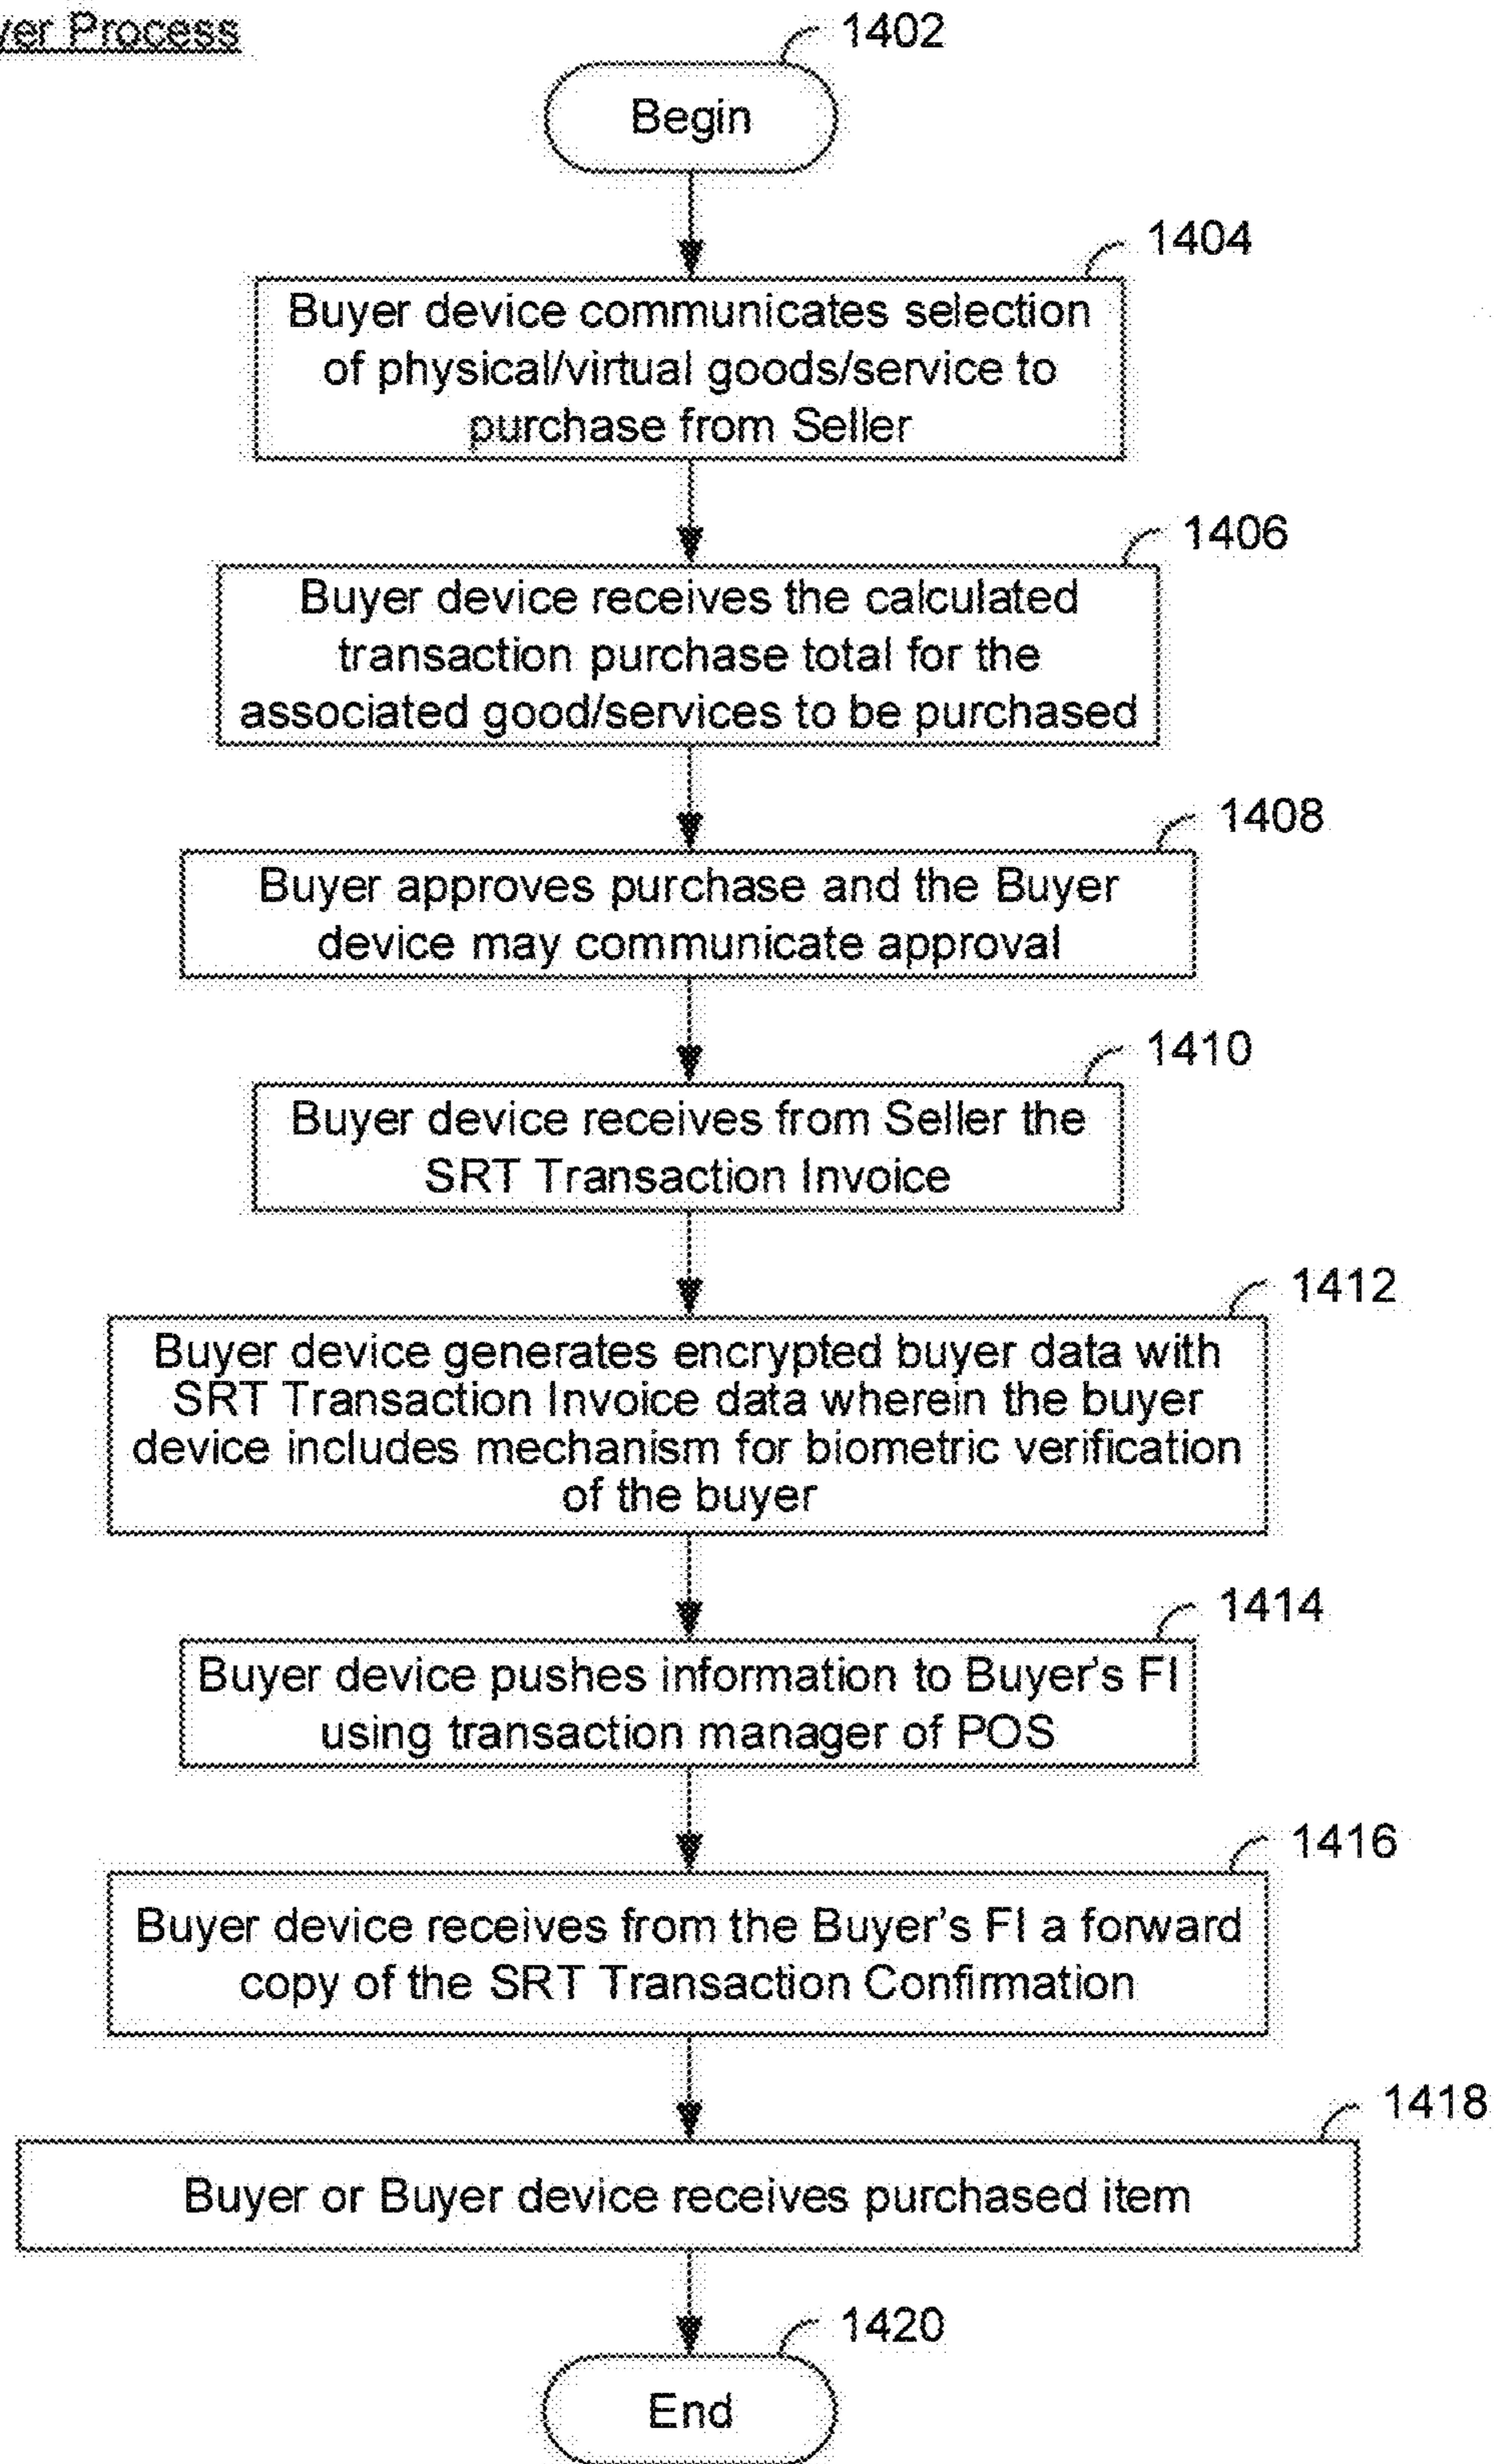 Process
1402
Begin
1404
Buyer device communicates selection
of physical/virtual goods/service to
purchase from Seller
1406
Buyer device receives the calculated
transaction purchase total for the
associated good/services to be purchased
1408
Buyer approves purchase and the Buyer
device may communicate approval
1410
Buyer device receives from Seller the
SRT Transaction Invoice
1412
Buyer device generates encrypted buyer data with
SRT Transaction Invoice data wherein the buyer
device includes mechanism for biometric verification
of the buyer
1414
Buyer device pushes information to Buyer's FI
using transaction manager of POS
1416
Buyer device receives from the Buyer's FI a forward
copy of the SRT Transaction Confirmation
1418
Buyer or Buyer device receives purchased item
1420
End